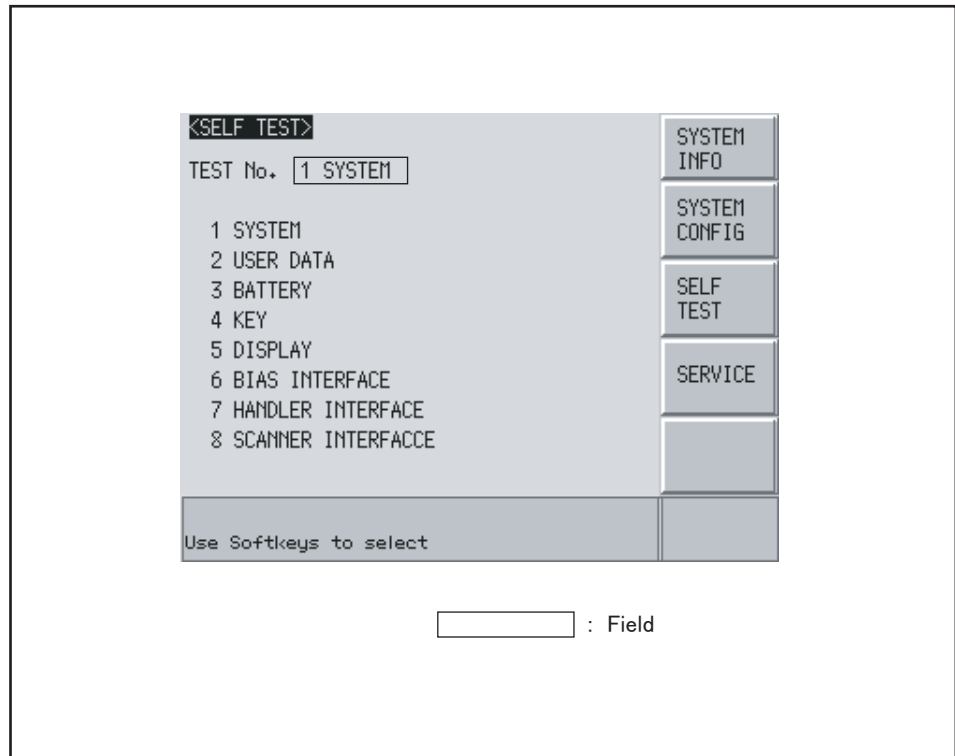 <SELF TEST>
TEST No. 1 SYSTEM
1 SYSTEM
2 USER DATA
3 BATTERY
4 KEY
5 DISPLAY
6 BIAS INTERFACE
7 HANDLER INTERFACE
8 SCANNER INTERFACCE
SYSTEM
INFO
SYSTEM
CONFIG
SELF
TEST
SERVICE
Use Softkeys to select
: Field